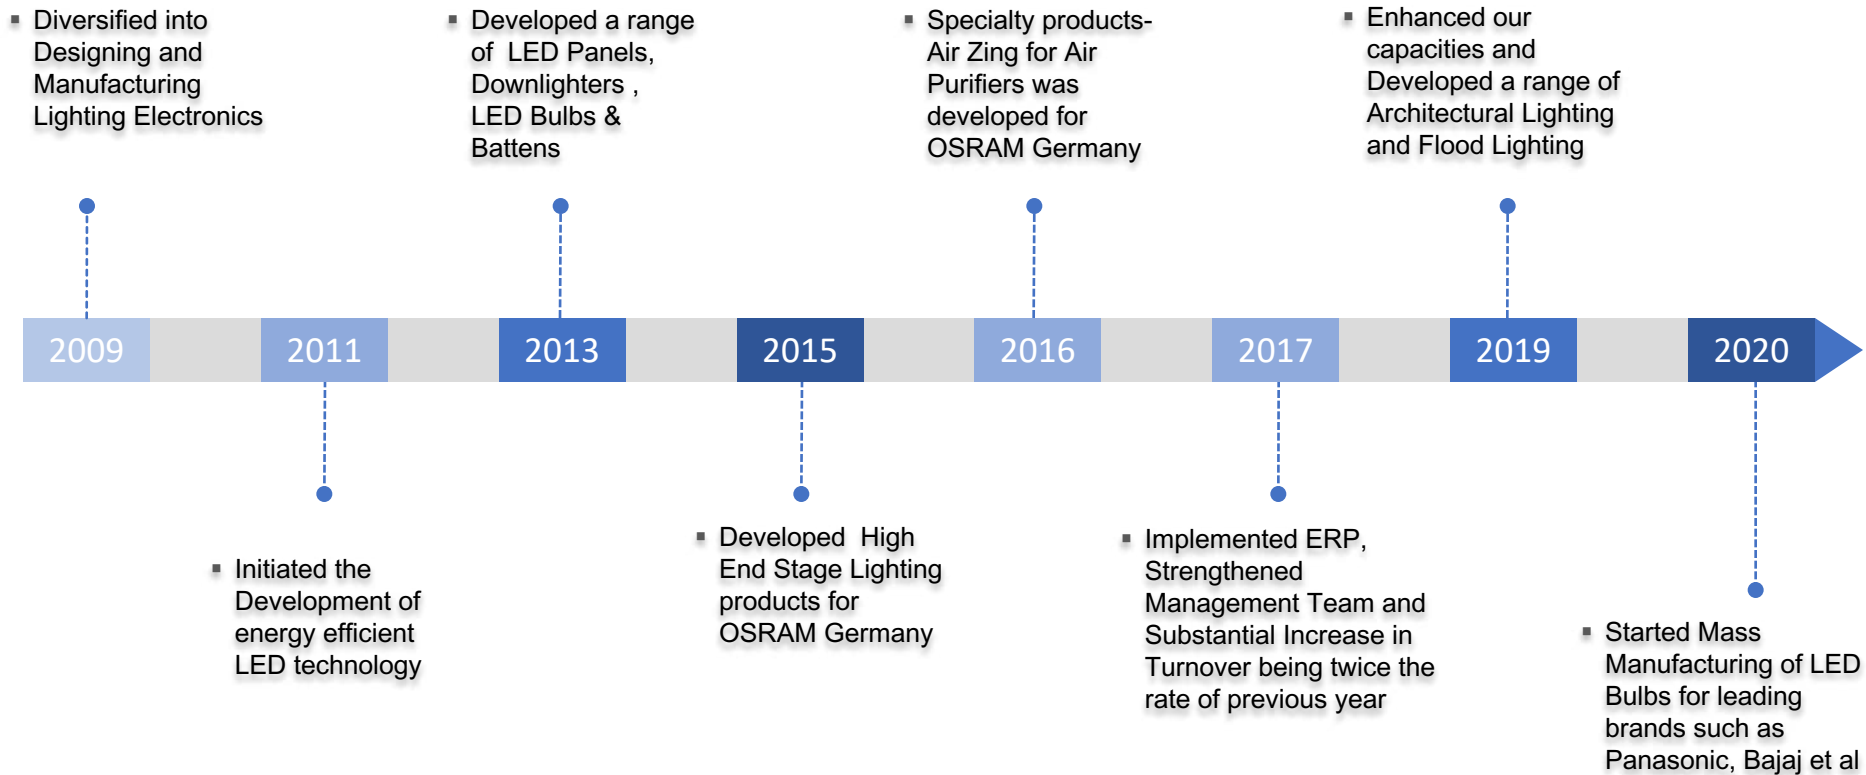 ▪ Diversified into
Designing and
Manufacturing
Lighting Electronics
▪ Developed a range
of  LED Panels,
Downlighters ,
LED Bulbs &
Battens
▪ Specialty products-
Air Zing for Air
Purifiers was
developed for
OSRAM Germany
▪ Enhanced our
capacities and
Developed a range of
Architectural Lighting
and Flood Lighting
2009
2011
2013
2015
2016
2017
2019
2020
▪ Initiated the
Development of
energy efficient
LED technology
▪ Developed  High
End Stage Lighting
products for
OSRAM Germany
▪ Implemented ERP,
Strengthened
Management Team and
Substantial Increase in
Turnover being twice the
rate of previous year
▪ Started Mass
Manufacturing of LED
Bulbs for leading
brands such as
Panasonic, Bajaj et al